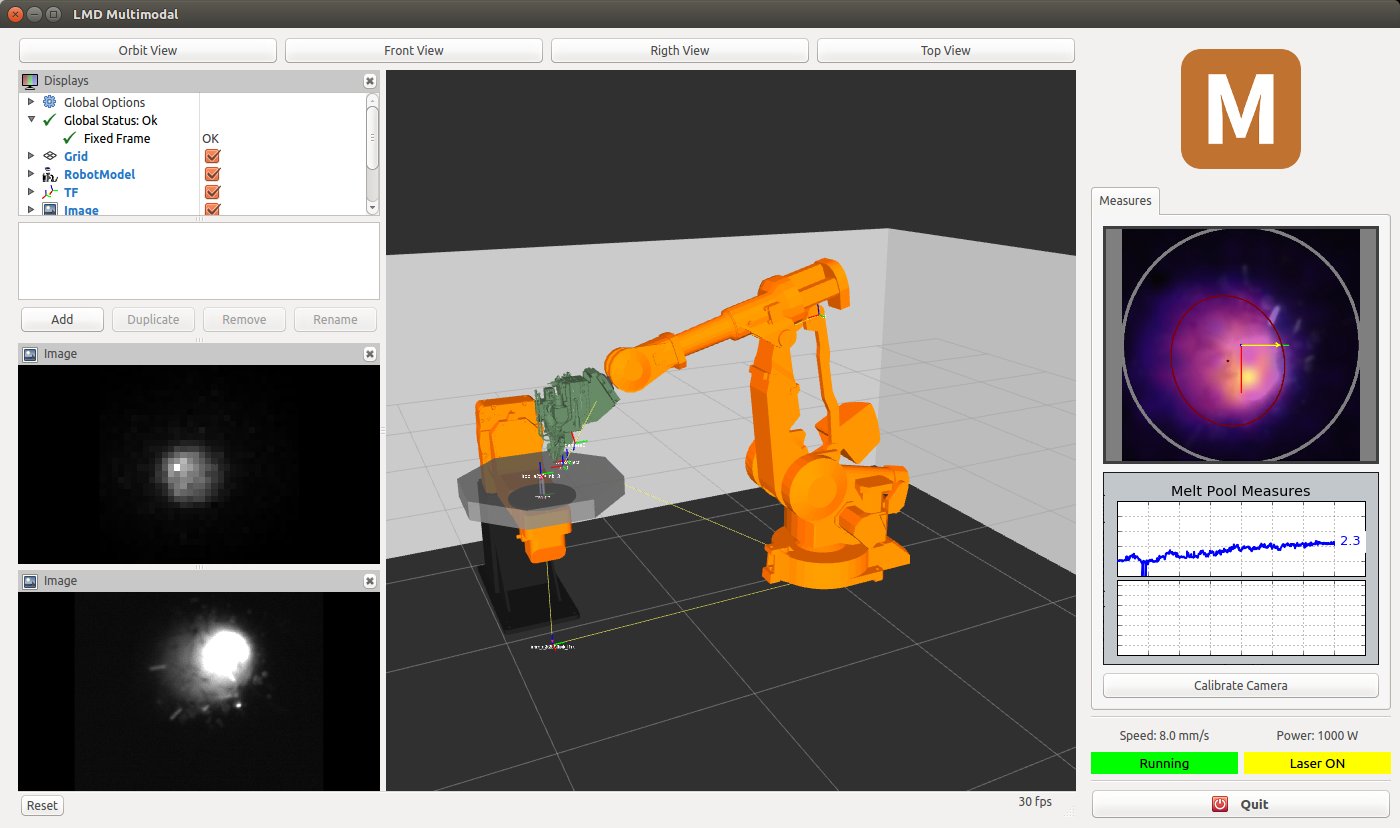 LMD Multimodal
Orbit View
Front View
Rigth View
Top View
Displays
Global Options
Global Status: Ok
Fixed Frame
OK
Grid
RobotModel
TF
Image
Add
Duplicate
Remove
Rename
Image
Image
Reset
30 fps
M
Measures
Melt Pool Measures
2.3
Calibrate Camera
Speed: 8.0 mm/s
Power: 1000 W
Running
Laser ON
Quit